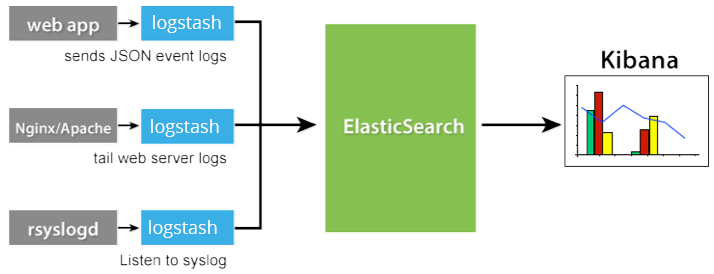 web app
logstash
sends JSON event logs
Nginx/Apache
logstash
tail web server logs
rsyslogd
logstash
Listen to syslog
ElasticSearch
Kibana